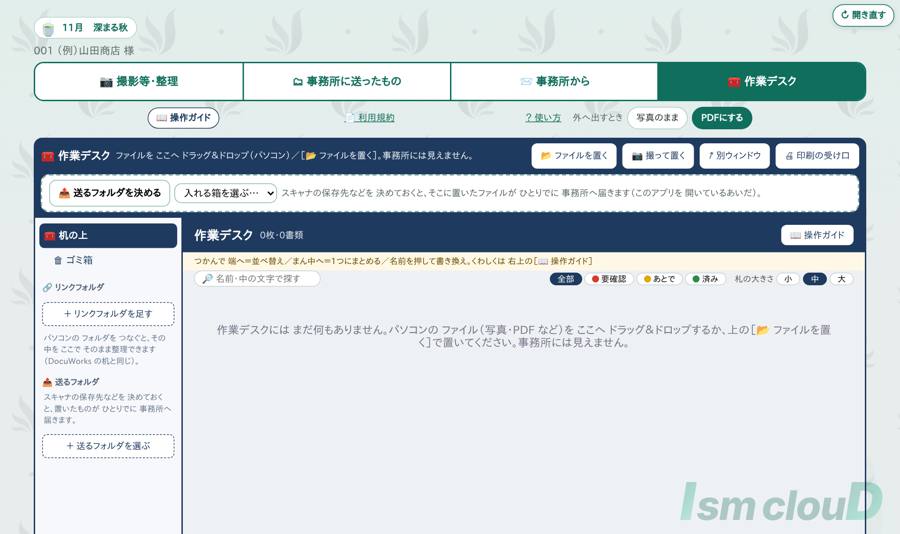 ↻ 開き直す
11月 深まる秋
001 (例)山田商店 様
撮影等・整理
事務所に送ったもの
事務所から
作業デスク
操作ガイド
利用規約
? 使い方
外へ出すとき
写真のまま
PDFにする
作業デスク ファイルを ここへ ドラッグ&ドロップ(パソコン)/[📂 ファイルを置く]。事務所には見えません。
ファイルを置く
撮って置く
別ウィンドウ
印刷の受け口
送るフォルダを決める
入れる箱を選ぶ…
スキャナの保存先などを 決めておくと、そこに置いたファイルが ひとりでに 事務所へ届きます(このアプリを 開いているあいだ)。
机の上
ゴミ箱
リンクフォルダ
+ リンクフォルダを足す
パソコンの フォルダを つなぐと、その
中を ここで そのまま整理できます
(DocuWorks の机と同じ)。
送るフォルダ
スキャナの保存先などを 決めておく
と、置いたものが ひとりでに 事務所へ
届きます。
+ 送るフォルダを選ぶ
作業デスク 0枚・0書類
操作ガイド
つかんで 端へ=並べ替え/まん中へ=1つにまとめる/名前を押して書き換え。くわしくは 右上の[📖 操作ガイド]
名前・中の文字で探す
全部
要確認
あとで
済み
札の大きさ
小
中
大
作業デスクには まだ何もありません。パソコンの ファイル(写真・PDF など)を ここへ ドラッグ&ドロップするか、上の[📂 ファイルを置
く]で置いてください。事務所には見えません。
Ism clouD